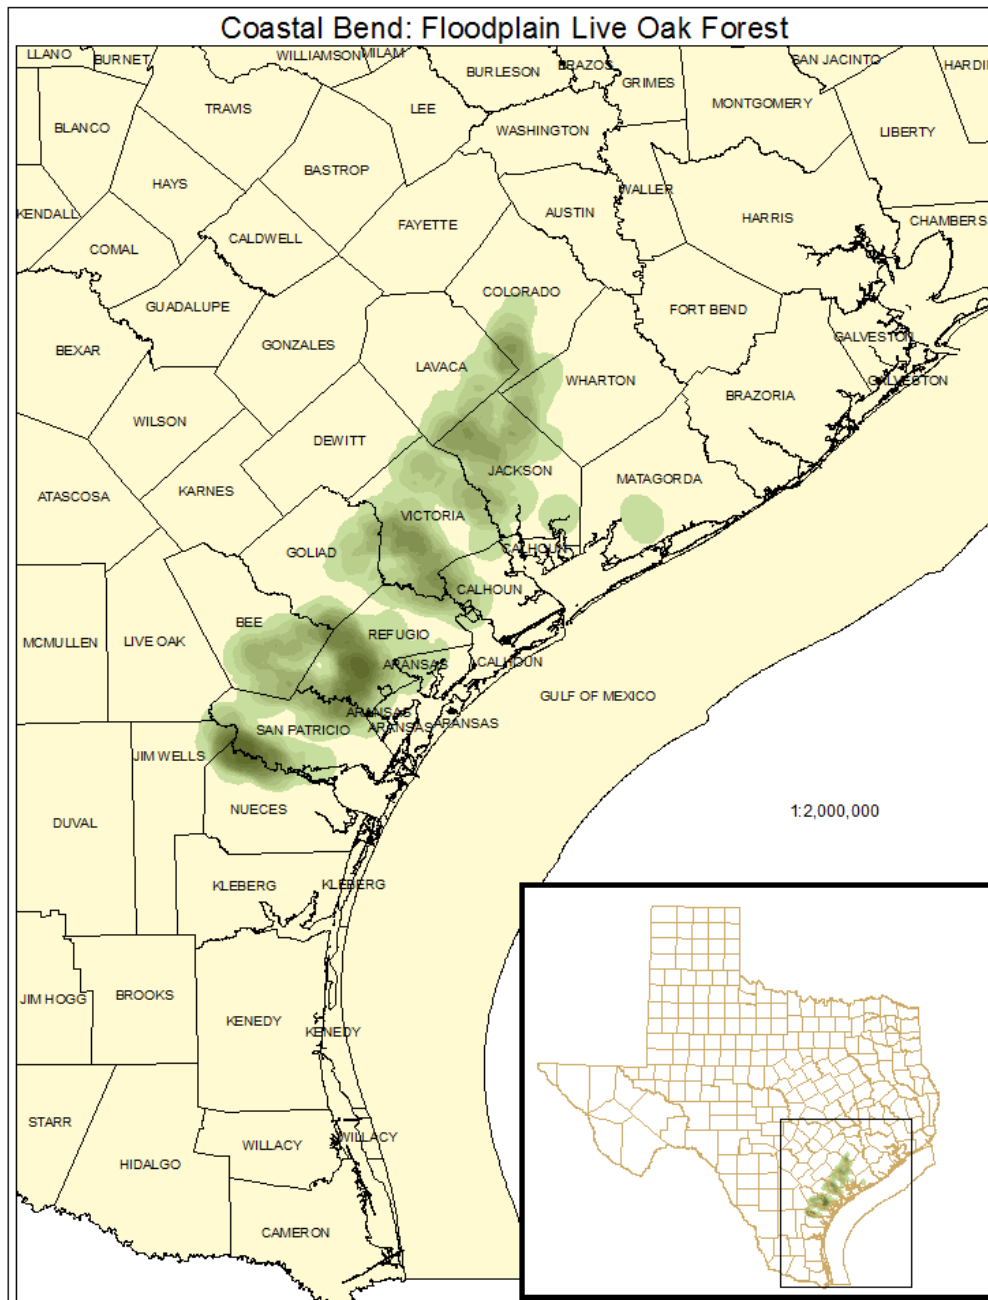 Coastal Bend: Floodplain Live Oak Forest
LLANO
BURNET
WILLIAMSON
MILAM
BURLESON
BRAZOS
GRIMES
SAN JACINTO
HARDIN
MONTGOMERY
TRAVIS
LEE
BLANCO
WASHINGTON
LIBERTY
BASTROP
HAYS
WALLER
KENDALL
AUSTIN
HARRIS
CHAMBERS
FAYETTE
CALDWELL
COMAL
COLORADO
GUADALUPE
FORT BEND
GALVESTON
GONZALES
BEXAR
LAVACA
WHARTON
GALVESTON
BRAZORIA
WILSON
DEWITT
JACKSON
MATAGORDA
KARNES
ATASCOSA
VICTORIA
CALHOUN
GOLIAD
CALHOUN
BEE
REFUGIO
MCMULLEN
LIVE OAK
ARANSAS
CALHOUN
GULF OF MEXICO
ARANSAS
ARANSAS
ARANSAS
SAN PATRICIO
JIM WELLS
NUECES
1:2,000,000
DUVAL
KLEBERG
KLEBERG
JIM HOGG
BROOKS
KENEDY
KENEDY
STARR
WILLACY
WILLACY
HIDALGO
CAMERON